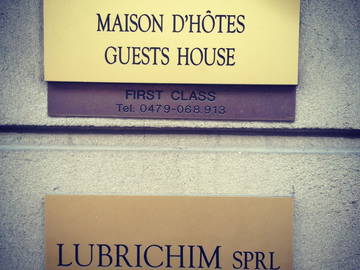 MAISON D'HÔTES
GUESTS HOUSE
FIRST CLASS
Tel: 0479-068.913
LUBRICHIM SPRL